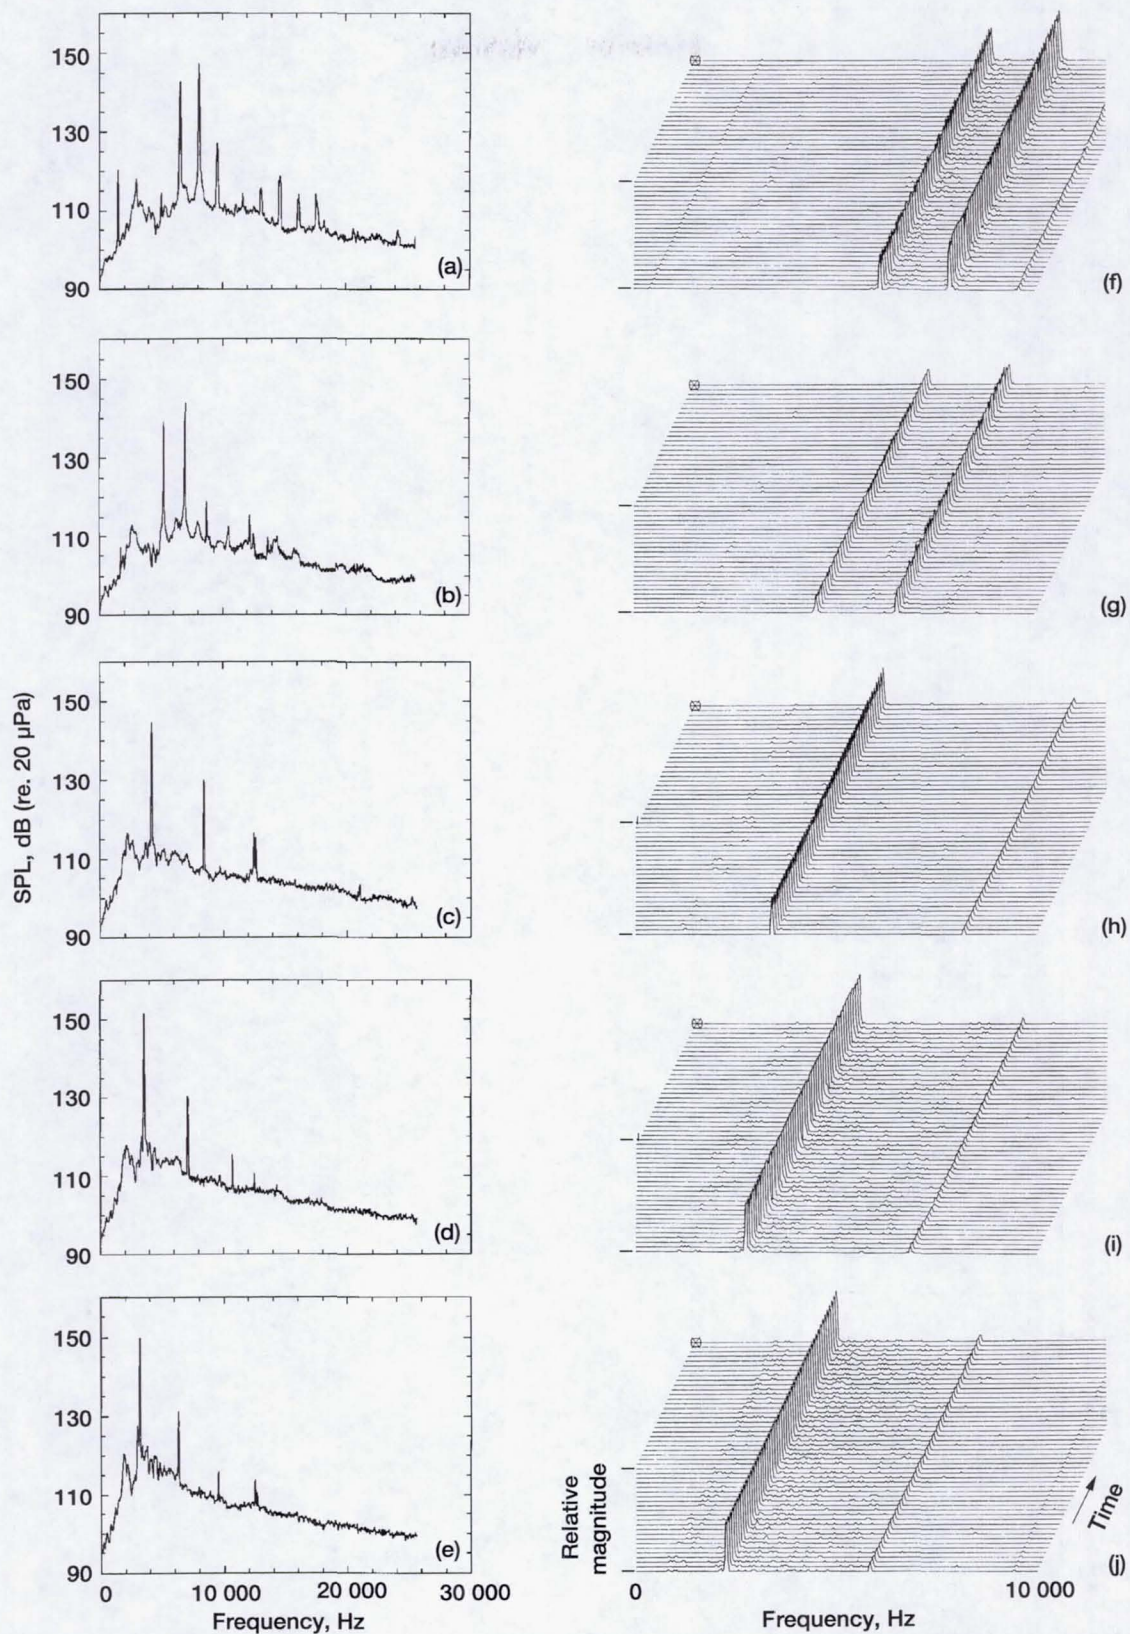 150
130
110
90
(a)
(f)
150
130
110
90
(b)
(g)
SPL, dB (re. 20 μPa)
150
130
110
90
(c)
(h)
150
130
110
90
(d)
(i)
150
130
110
90
(e)
0 10 000 20 000 30 000
Frequency, Hz
Relative
magnitude
Time
(j)
0 10 000
Frequency, Hz